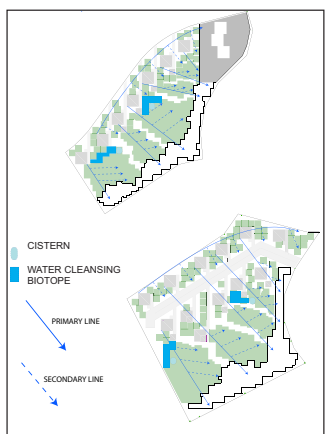 CISTERN
WATER CLEANSING
BIOTOPE
PRIMARY LINE
SECONDARY LINE